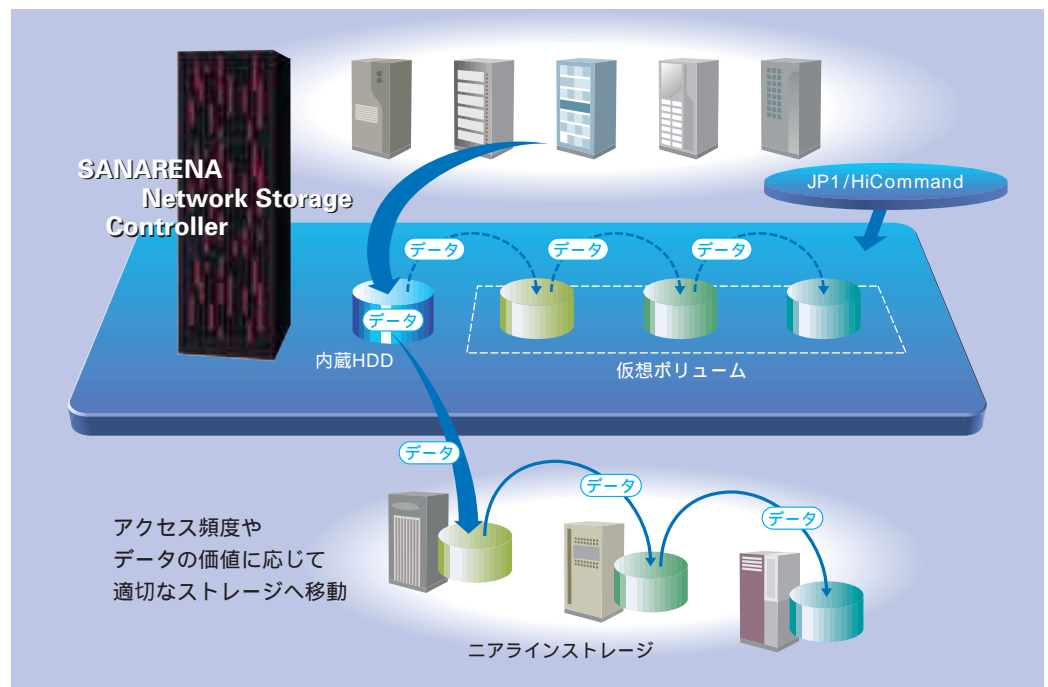 SANARENA
Network Storage
Controller
JP1/HiCommand
データ
データ
データ
データ
内蔵HDD
仮想ボリューム
データ
データ
データ
アクセス頻度や
データの価値に応じて
適切なストレージへ移動
ニアラインストレージ